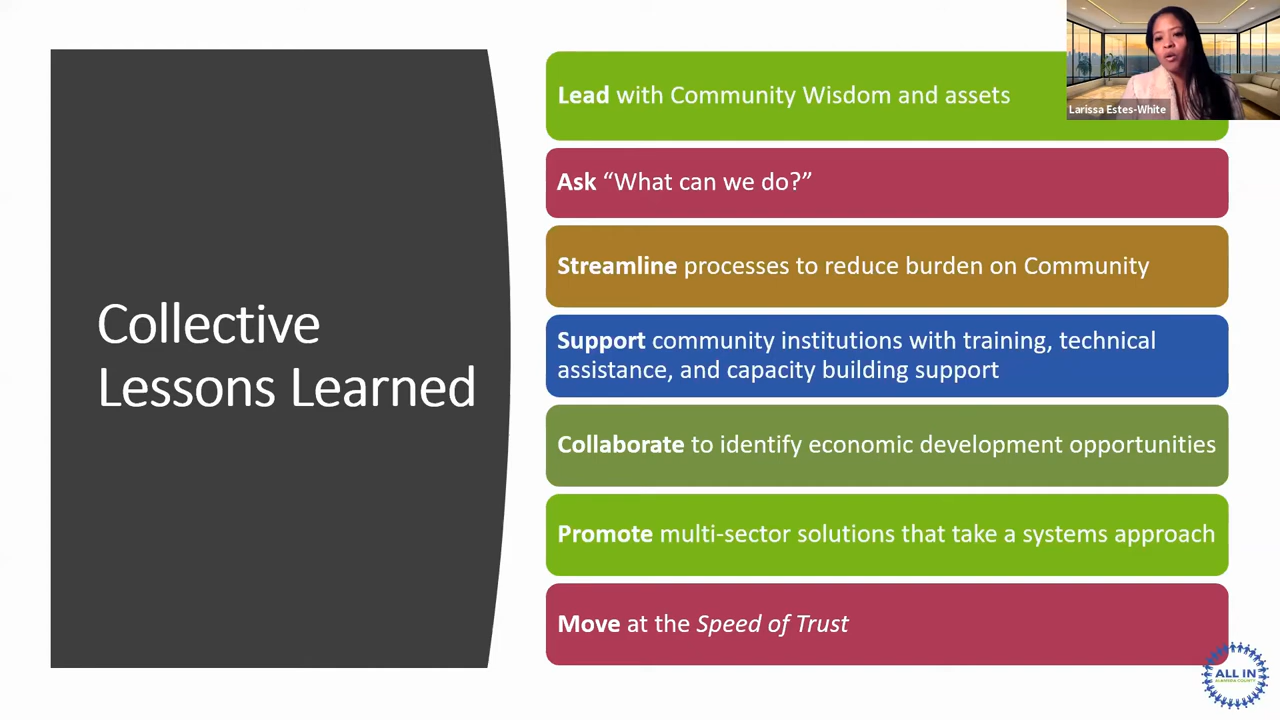 Collective
Lessons Learned
Lead with Community Wisdom and assets
Ask “What can we do?”
Streamline processes to reduce burden on Community
Support community institutions with training, technical
assistance, and capacity building support
Collaborate to identify economic development opportunities
Promote multi-sector solutions that take a systems approach
Move at the Speed of Trust
Larissa Estes-White
ALL IN
ALAMEDA COUNTY